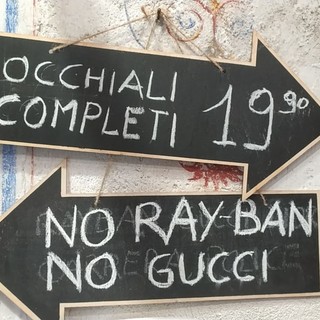 OCCHIALI
COMPLETI 19,90
NO RAY-BAN
NO GUCCI